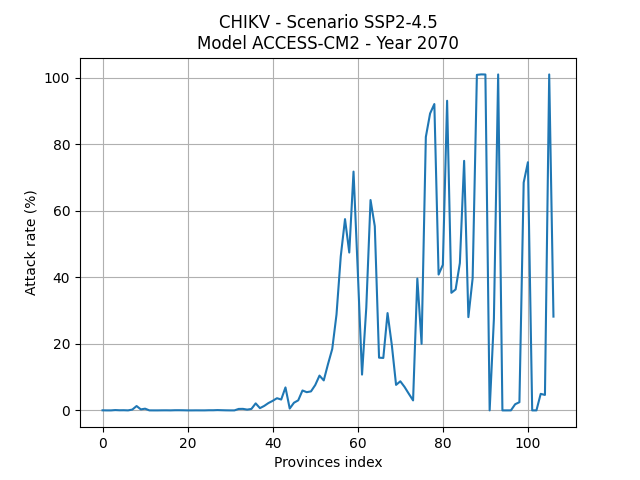 CHIKV - Scenario SSP2-4.5
Model ACCESS-CM2 - Year 2070
Attack rate (%)
100
80
60
40
20
0
0 20 40 60 80 100
Provinces index